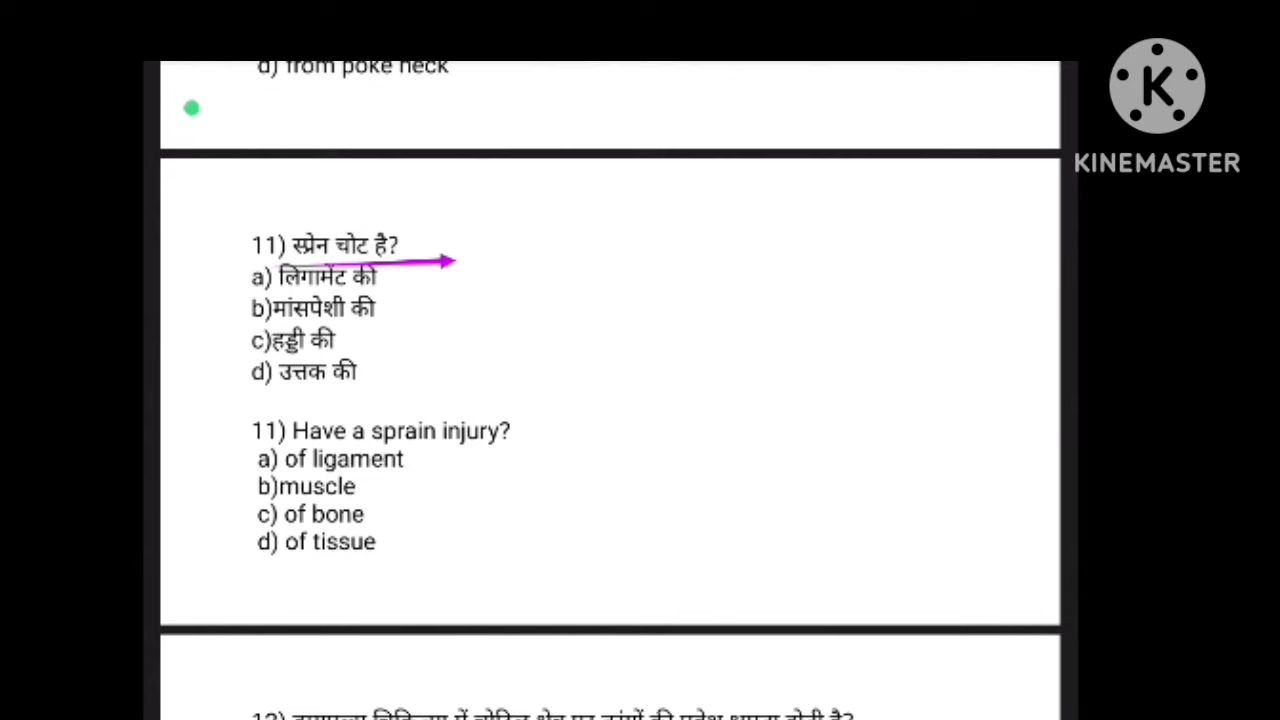 d) from poke neck
K
KINEMASTER
11) स्प्रेन चोट है?
a) लिगामेंट की
b)मांसपेशी की
c)हड्डी की
d) उत्तक की
11) Have a sprain injury?
a) of ligament
b)muscle
c) of bone
d) of tissue
में
पर
की
होती है?